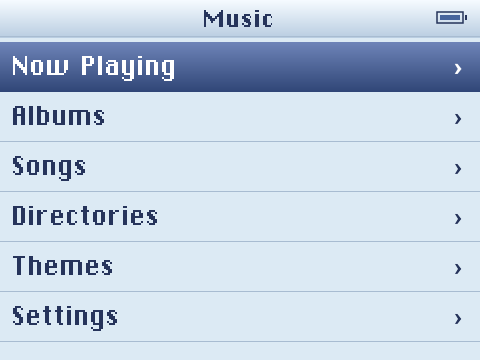 Music
Now Playing ›
Albums ›
Songs ›
Directories ›
Themes ›
Settings ›